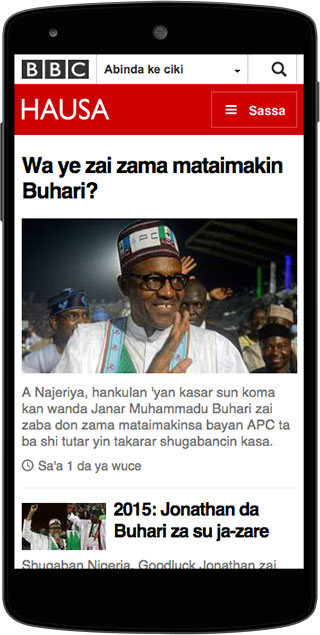 BBC Abinda ke ciki
HAUSA Sassa
Wa ye zai zama mataimakin
Buhari?
APC
A Najeriya, hankulan 'yan kasar sun koma
kan wanda Janar Muhammadu Buhari zai
zaba don zama mataimakinsa bayan APC ta
ba shi tutar yin takarar shugabancin kasa.
Sa'a 1 da ya wuce
2015: Jonathan da
Buhari za su ja-zare
Shugaban Nigeria, Goodluck Jonathan zai